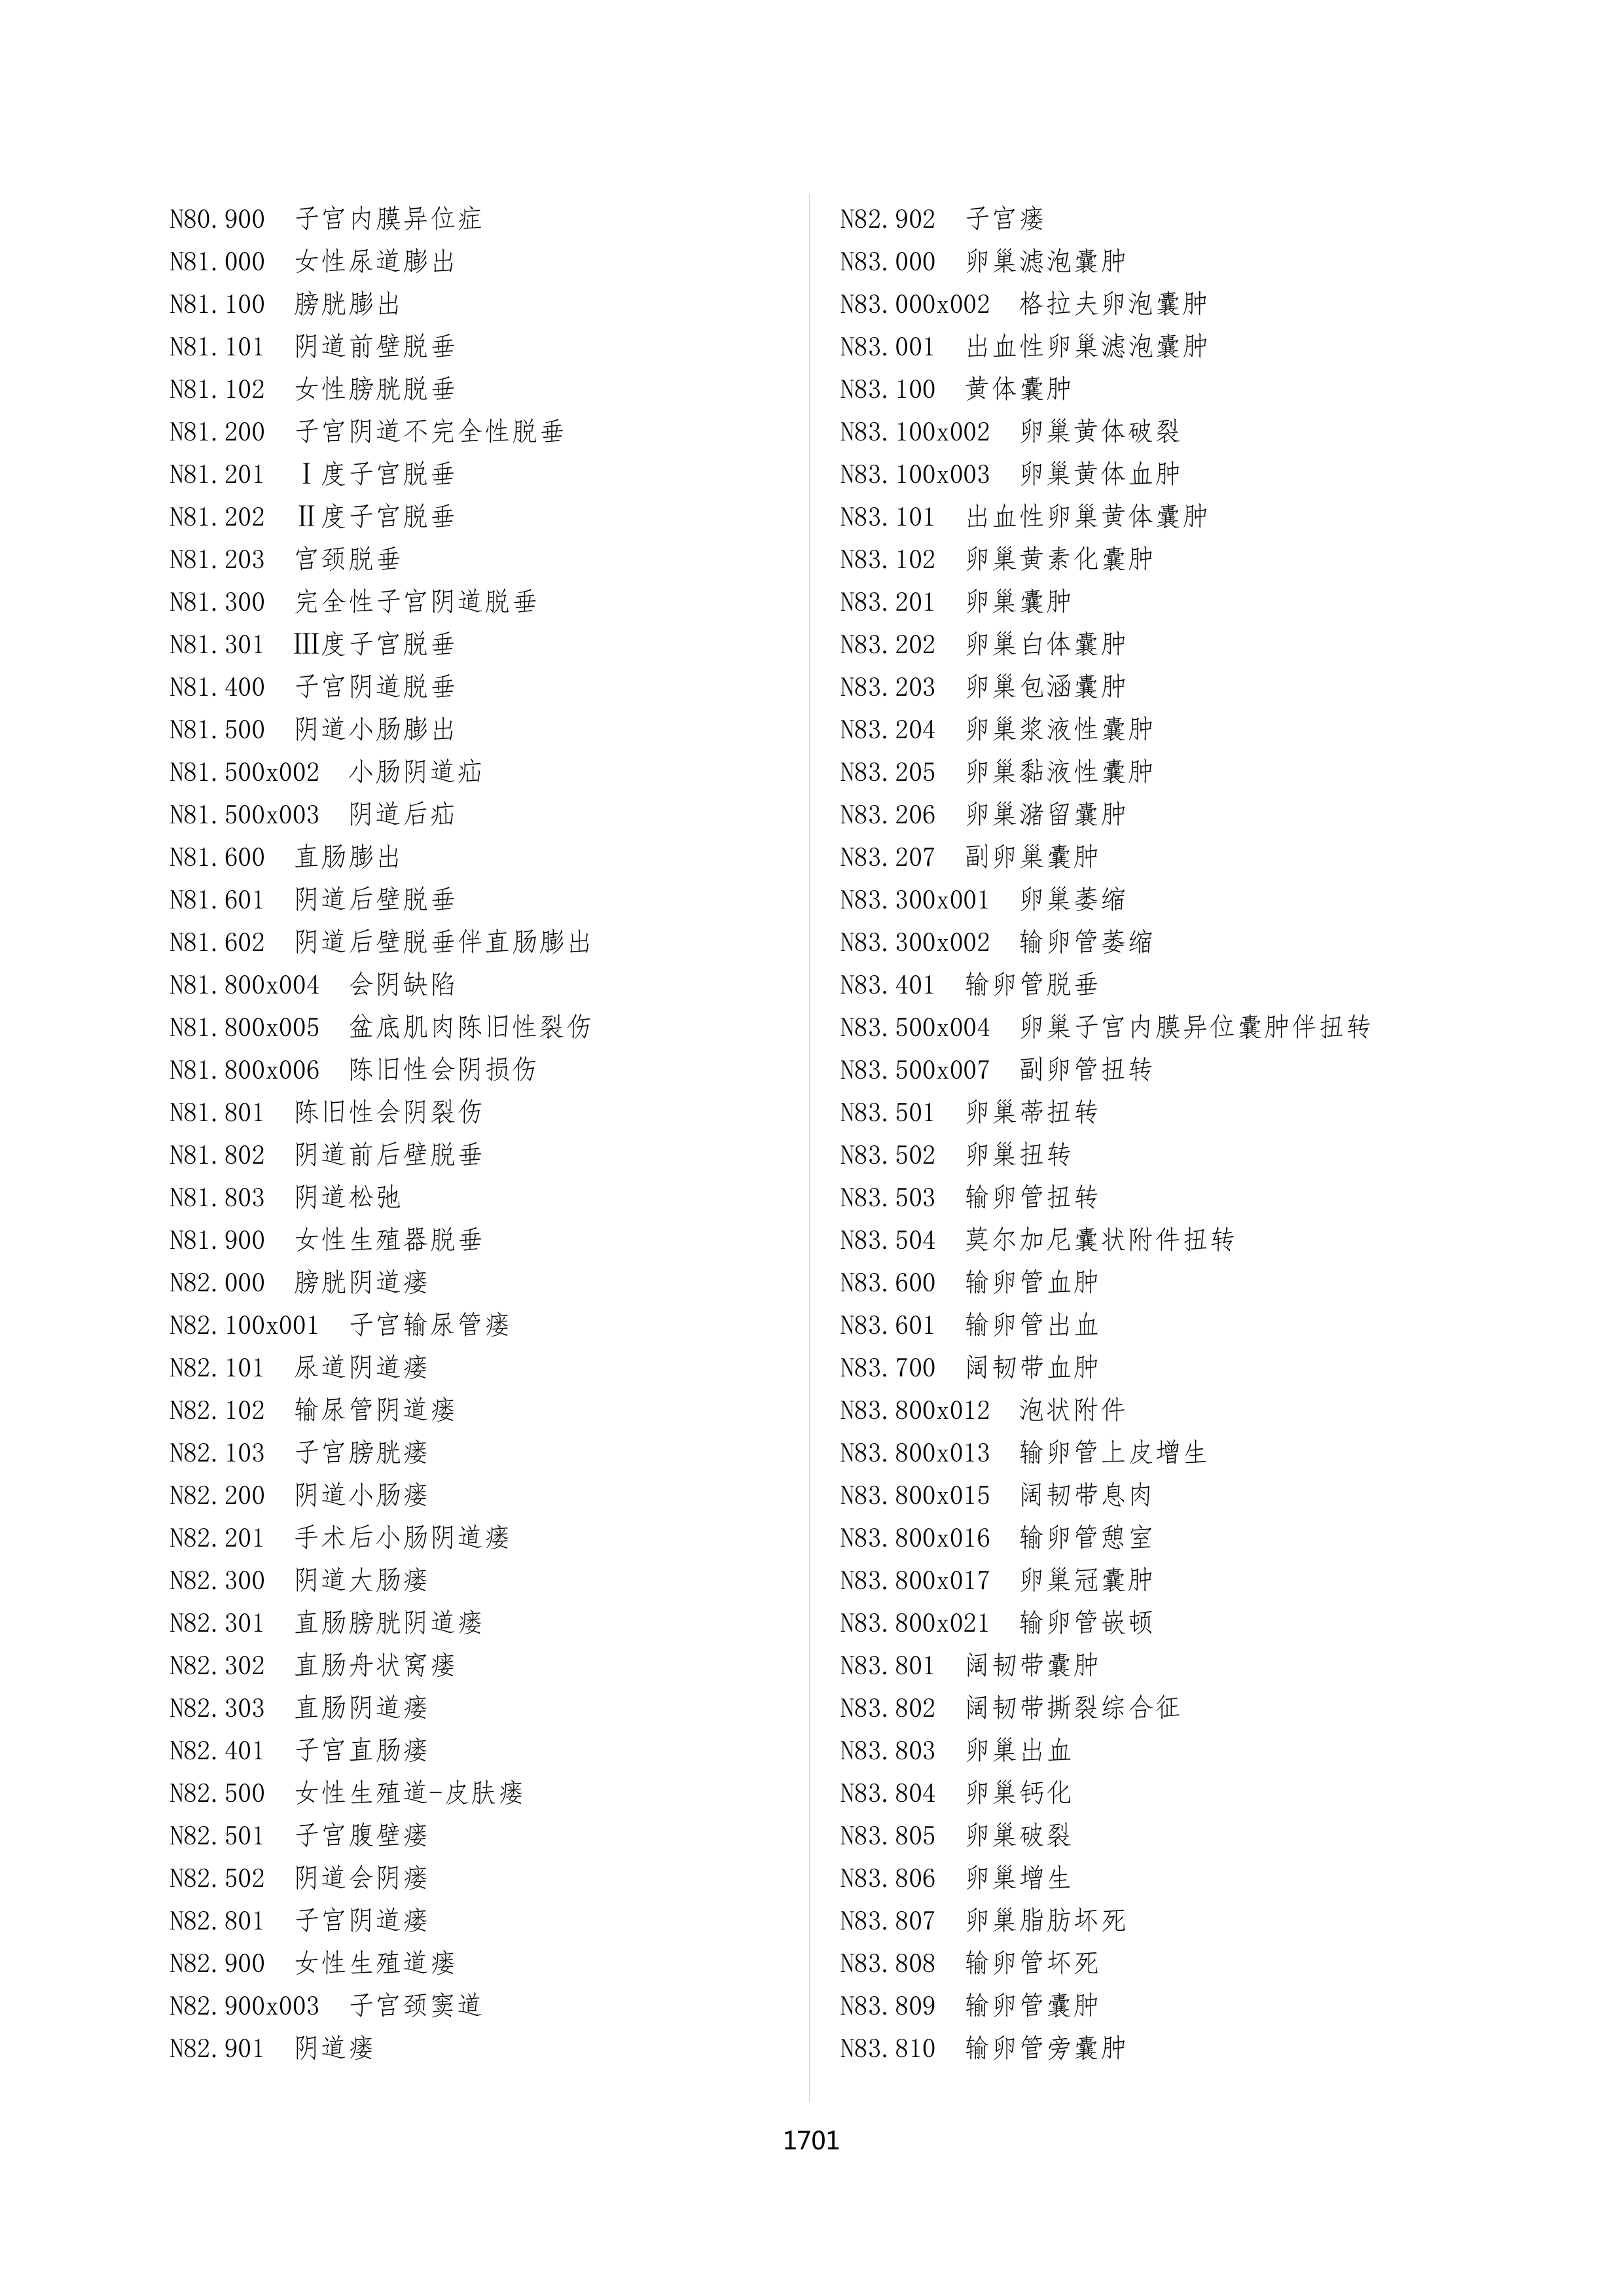 N80.900 子宫内膜异位症
N81.000 女性尿道膨出
N81.100 膀胱膨出
N81.101 阴道前壁脱垂
N81.102 女性膀胱脱垂
N81.200 子宫阴道不完全性脱垂
N81.201 Ⅰ度子宫脱垂
N81.202 Ⅱ度子宫脱垂
N81.203 宫颈脱垂
N81.300 完全性子宫阴道脱垂
N81.301 Ⅲ度子宫脱垂
N81.400 子宫阴道脱垂
N81.500 阴道小肠膨出
N81.500x002 小肠阴道疝
N81.500x003 阴道后疝
N81.600 直肠膨出
N81.601 阴道后壁脱垂
N81.602 阴道后壁脱垂伴直肠膨出
N81.800x004 会阴缺陷
N81.800x005 盆底肌肉陈旧性裂伤
N81.800x006 陈旧性会阴损伤
N81.801 陈旧性会阴裂伤
N81.802 阴道前后壁脱垂
N81.803 阴道松弛
N81.900 女性生殖器脱垂
N82.000 膀胱阴道瘘
N82.100x001 子宫输尿管瘘
N82.101 尿道阴道瘘
N82.102 输尿管阴道瘘
N82.103 子宫膀胱瘘
N82.200 阴道小肠瘘
N82.201 手术后小肠阴道瘘
N82.300 阴道大肠瘘
N82.301 直肠膀胱阴道瘘
N82.302 直肠舟状窝瘘
N82.303 直肠阴道瘘
N82.401 子宫直肠瘘
N82.500 女性生殖道-皮肤瘘
N82.501 子宫腹壁瘘
N82.502 阴道会阴瘘
N82.801 子宫阴道瘘
N82.900 女性生殖道瘘
N82.900x003 子宫颈窦道
N82.901 阴道瘘
N82.902 子宫瘘
N83.000 卵巢滤泡囊肿
N83.000x002 格拉夫卵泡囊肿
N83.001 出血性卵巢滤泡囊肿
N83.100 黄体囊肿
N83.100x002 卵巢黄体破裂
N83.100x003 卵巢黄体血肿
N83.101 出血性卵巢黄体囊肿
N83.102 卵巢黄素化囊肿
N83.201 卵巢囊肿
N83.202 卵巢白体囊肿
N83.203 卵巢包涵囊肿
N83.204 卵巢浆液性囊肿
N83.205 卵巢黏液性囊肿
N83.206 卵巢潴留囊肿
N83.207 副卵巢囊肿
N83.300x001 卵巢萎缩
N83.300x002 输卵管萎缩
N83.401 输卵管脱垂
N83.500x004 卵巢子宫内膜异位囊肿伴扭转
N83.500x007 副卵管扭转
N83.501 卵巢蒂扭转
N83.502 卵巢扭转
N83.503 输卵管扭转
N83.504 莫尔加尼囊状附件扭转
N83.600 输卵管血肿
N83.601 输卵管出血
N83.700 阔韧带血肿
N83.800x012 泡状附件
N83.800x013 输卵管上皮增生
N83.800x015 阔韧带息肉
N83.800x016 输卵管憩室
N83.800x017 卵巢冠囊肿
N83.800x021 输卵管嵌顿
N83.801 阔韧带囊肿
N83.802 阔韧带撕裂综合征
N83.803 卵巢出血
N83.804 卵巢钙化
N83.805 卵巢破裂
N83.806 卵巢增生
N83.807 卵巢脂肪坏死
N83.808 输卵管坏死
N83.809 输卵管囊肿
N83.810 输卵管旁囊肿
1701